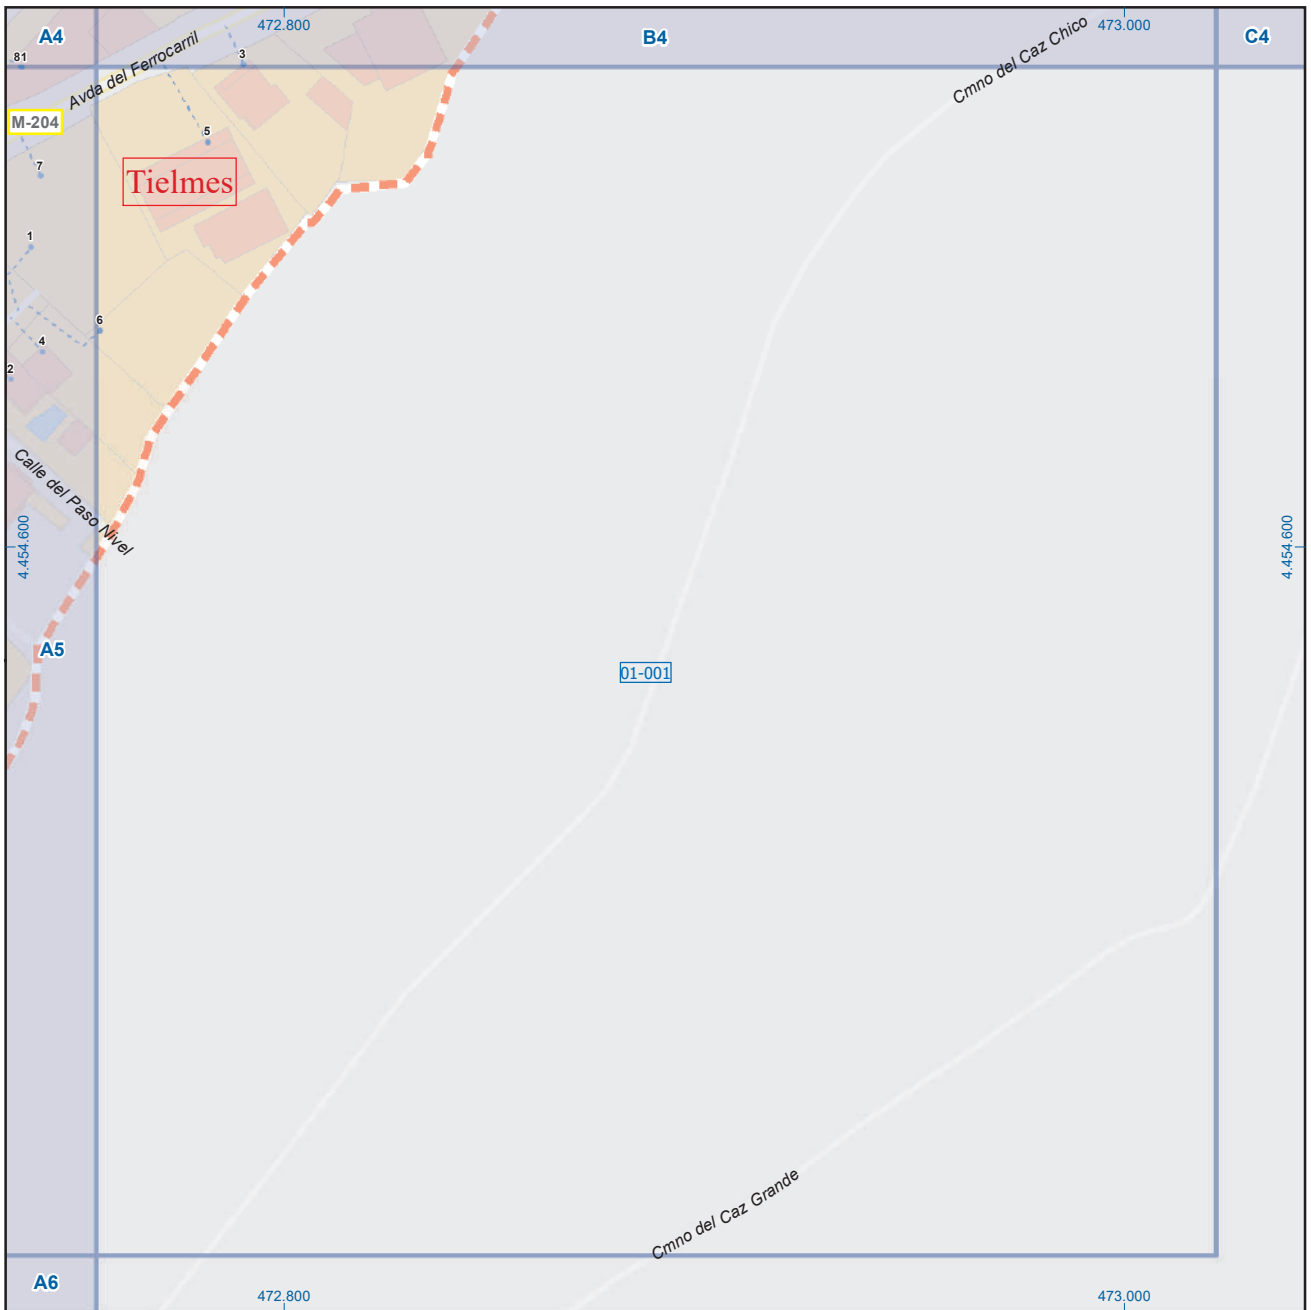 A4
472.800
B4
Cmno del Caz Chico
473.000
C4
81
Avda del Ferrocarril
3
M-204
5
7
Tielmes
1
6
4
2
Calle del Paso Nivel
4.454.600
4.454.600
A5
01-001
Cmno del Caz Grande
A6
472.800
473.000